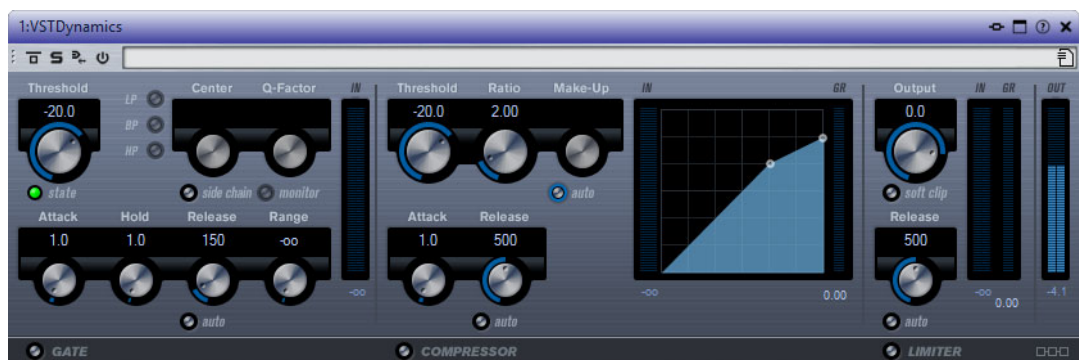 1:VSTDynamics
Threshold Center Q-Factor IN Threshold Ratio Make-Up IN GR Output IN GR OUT
-20.0 -20.0 2.00 0.0
LP
BP
HP
state side chain monitor auto soft clip
Attack Hold Release Range Attack Release Release
1.0 1.0 150 -oo 1.0 500 500
-oo -oo 0.00 -oo 0.00 -4.1
auto auto auto
GATE COMPRESSOR LIMITER